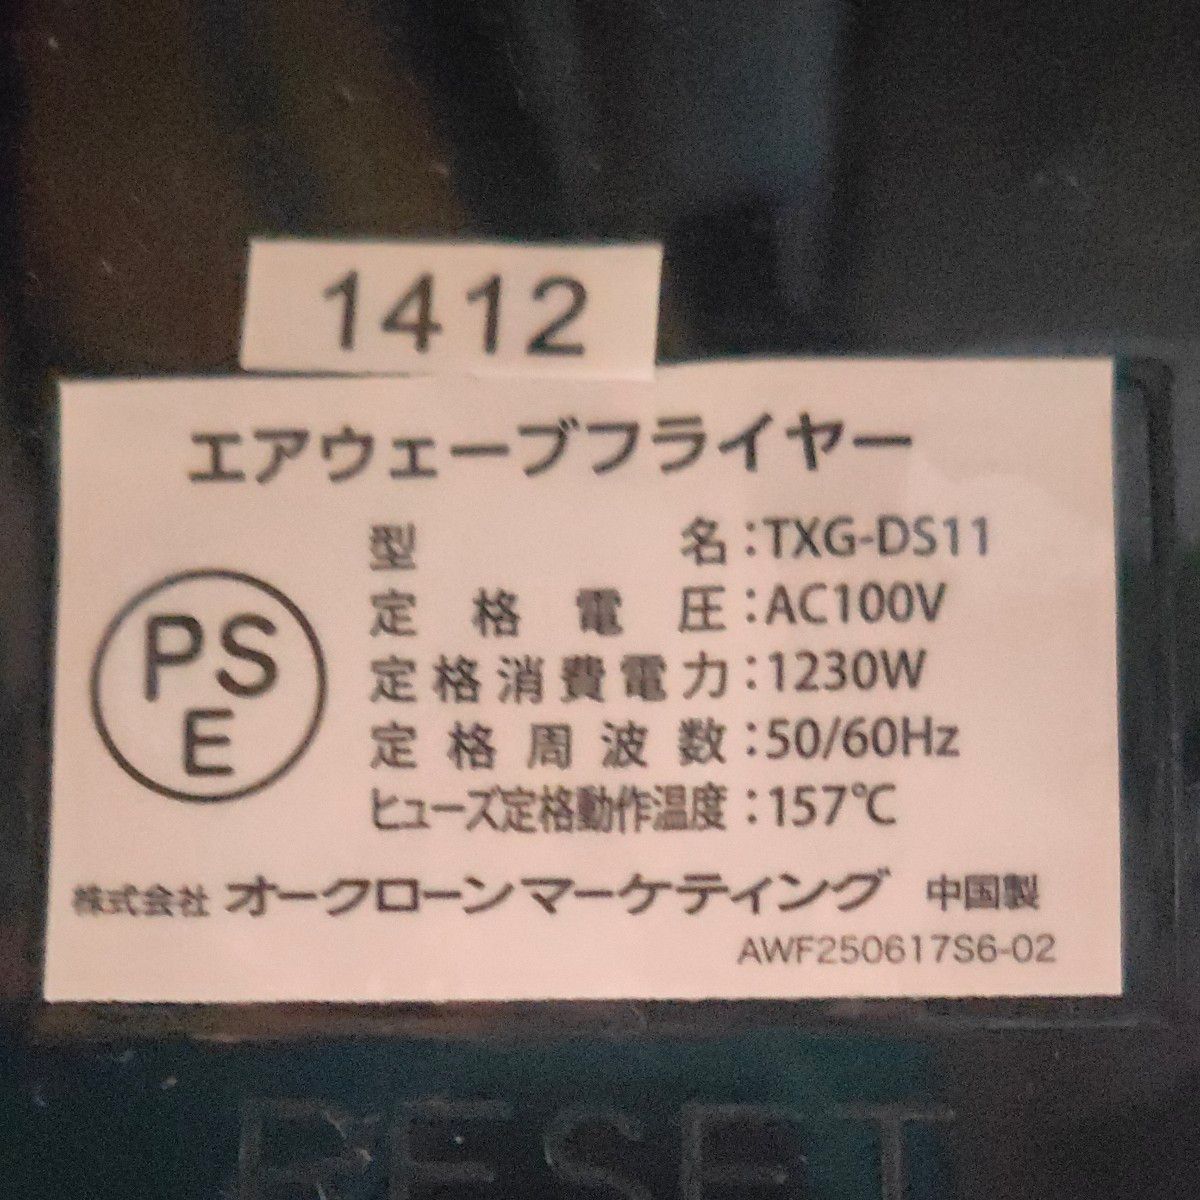 1412
エアウェーブフライヤー
型名:TXG-DS11
定格電圧:AC100V
定格消費電力:1230W
定格周波数:50/60Hz
ヒューズ定格動作温度:157℃
PS
E
株式会社 オークローンマーケティング 中国製
AWF250617S6-02
RESET